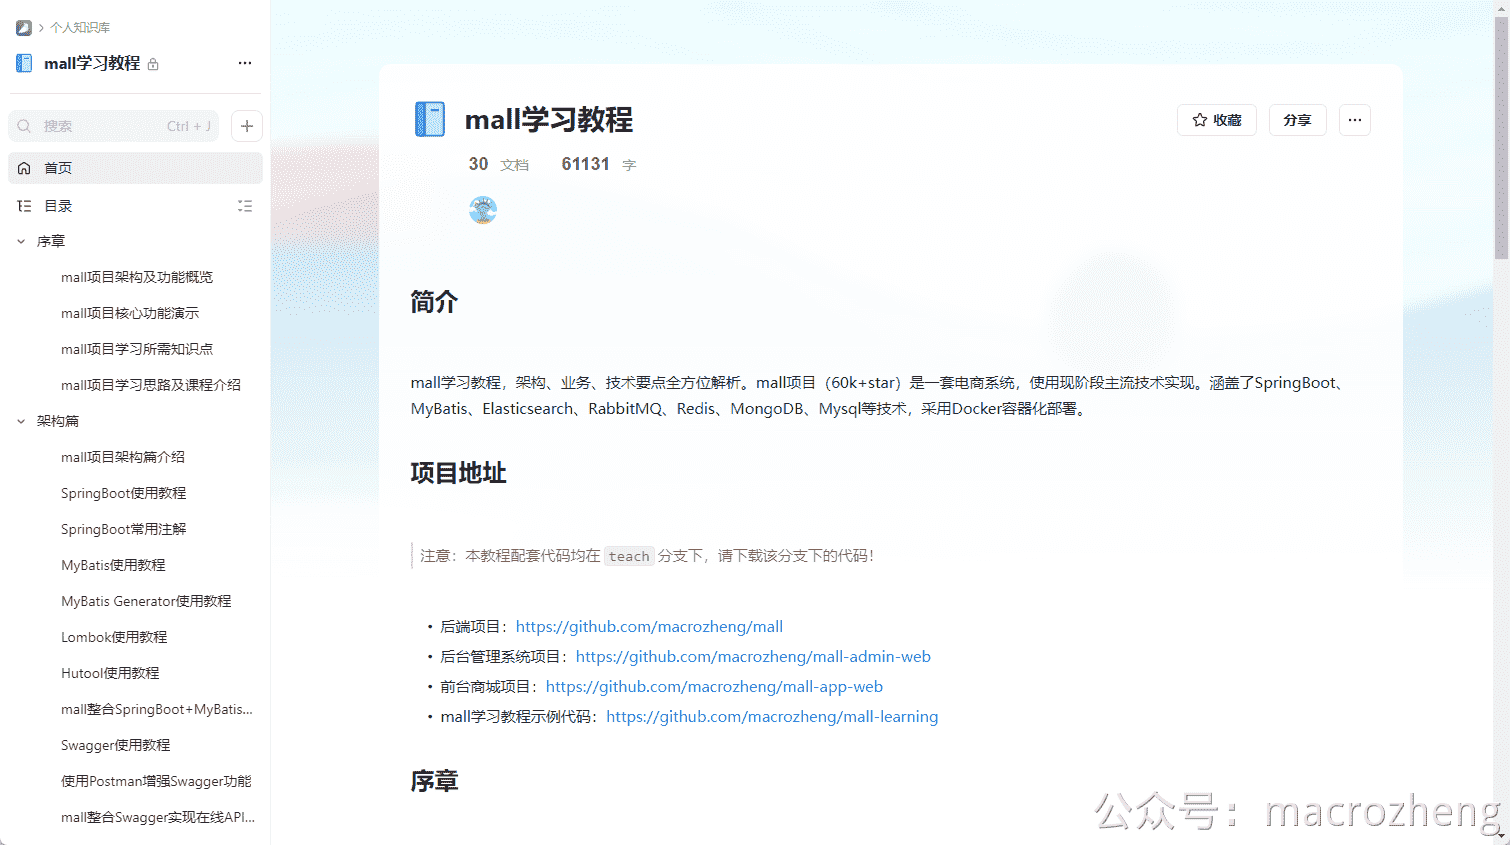 个人知识库
mall学习教程
搜索 Ctrl + J
首页
目录
序章
mall项目架构及功能概览
mall项目核心功能演示
mall项目学习所需知识点
mall项目学习思路及课程介绍
架构篇
mall项目架构篇介绍
SpringBoot使用教程
SpringBoot常用注解
MyBatis使用教程
MyBatis Generator使用教程
Lombok使用教程
Hutool使用教程
mall整合SpringBoot+MyBatis...
Swagger使用教程
使用Postman增强Swagger功能
mall整合Swagger实现在线API...
mall学习教程
收藏 分享
30 文档 61131 字
简介
mall学习教程，架构、业务、技术要点全方位解析。mall项目（60k+star）是一套电商系统，使用现阶段主流技术实现。涵盖了SpringBoot、
MyBatis、Elasticsearch、RabbitMQ、Redis、MongoDB、Mysql等技术，采用Docker容器化部署。
项目地址
注意：本教程配套代码均在 teach 分支下，请下载该分支下的代码！
• 后端项目：https://github.com/macrozheng/mall
• 后台管理系统项目：https://github.com/macrozheng/mall-admin-web
• 前台商城项目：https://github.com/macrozheng/mall-app-web
• mall学习教程示例代码：https://github.com/macrozheng/mall-learning
序章
公众号：macrozheng